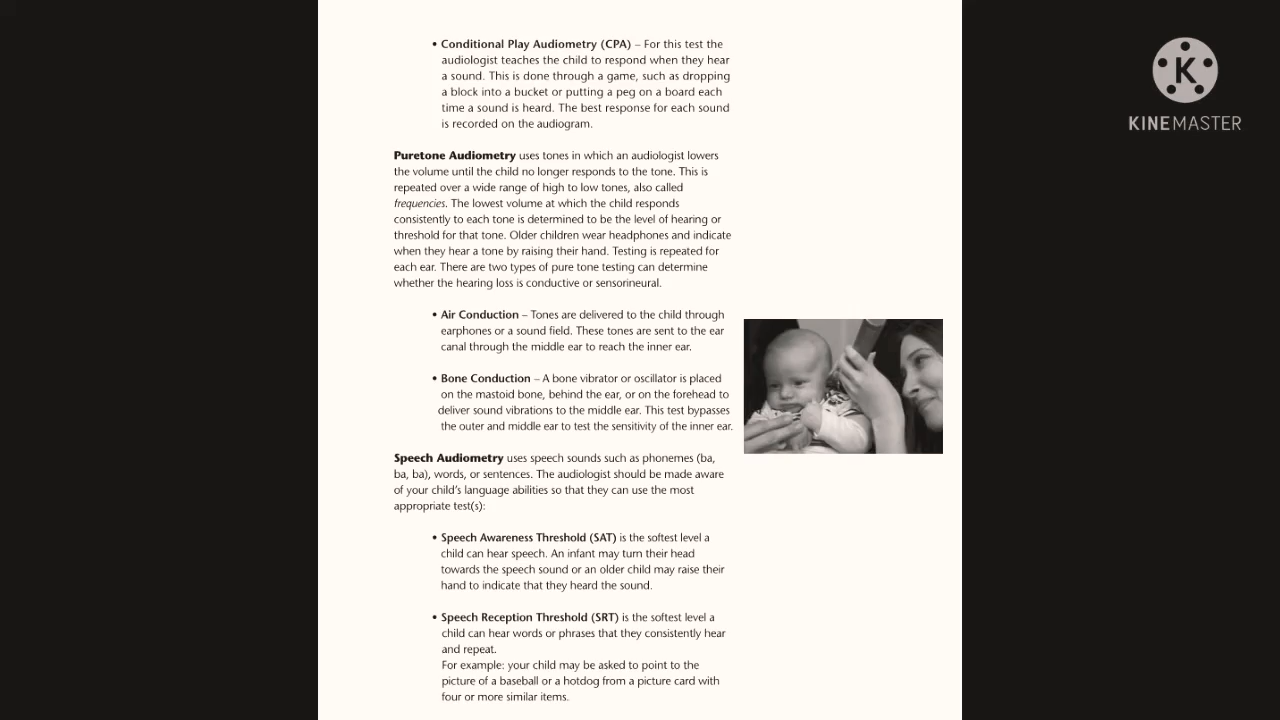 • Conditional Play Audiometry (CPA) – For this test the
audiologist teaches the child to respond when they hear
a sound. This is done through a game, such as dropping
a block into a bucket or putting a peg on a board each
time a sound is heard. The best response for each sound
is recorded on the audiogram.
Puretone Audiometry uses tones in which an audiologist lowers
the volume until the child no longer responds to the tone. This is
repeated over a wide range of high to low tones, also called
frequencies. The lowest volume at which the child responds
consistently to each tone is determined to be the level of hearing or
threshold for that tone. Older children wear headphones and indicate
when they hear a tone by raising their hand. Testing is repeated for
each ear. There are two types of pure tone testing can determine
whether the hearing loss is conductive or sensorineural.
• Air Conduction – Tones are delivered to the child through
earphones or a sound field. These tones are sent to the ear
canal through the middle ear to reach the inner ear.
• Bone Conduction – A bone vibrator or oscillator is placed
on the mastoid bone, behind the ear, or on the forehead to
deliver sound vibrations to the middle ear. This test bypasses
the outer and middle ear to test the sensitivity of the inner ear.
Speech Audiometry uses speech sounds such as phonemes (ba,
ba, ba), words, or sentences. The audiologist should be made aware
of your child's language abilities so that they can use the most
appropriate test(s):
• Speech Awareness Threshold (SAT) is the softest level a
child can hear speech. An infant may turn their head
towards the speech sound or an older child may raise their
hand to indicate that they heard the sound.
• Speech Reception Threshold (SRT) is the softest level a
child can hear words or phrases that they consistently hear
and repeat.
For example: your child may be asked to point to the
picture of a baseball or a hotdog from a picture card with
four or more similar items.
K
KINEMASTER